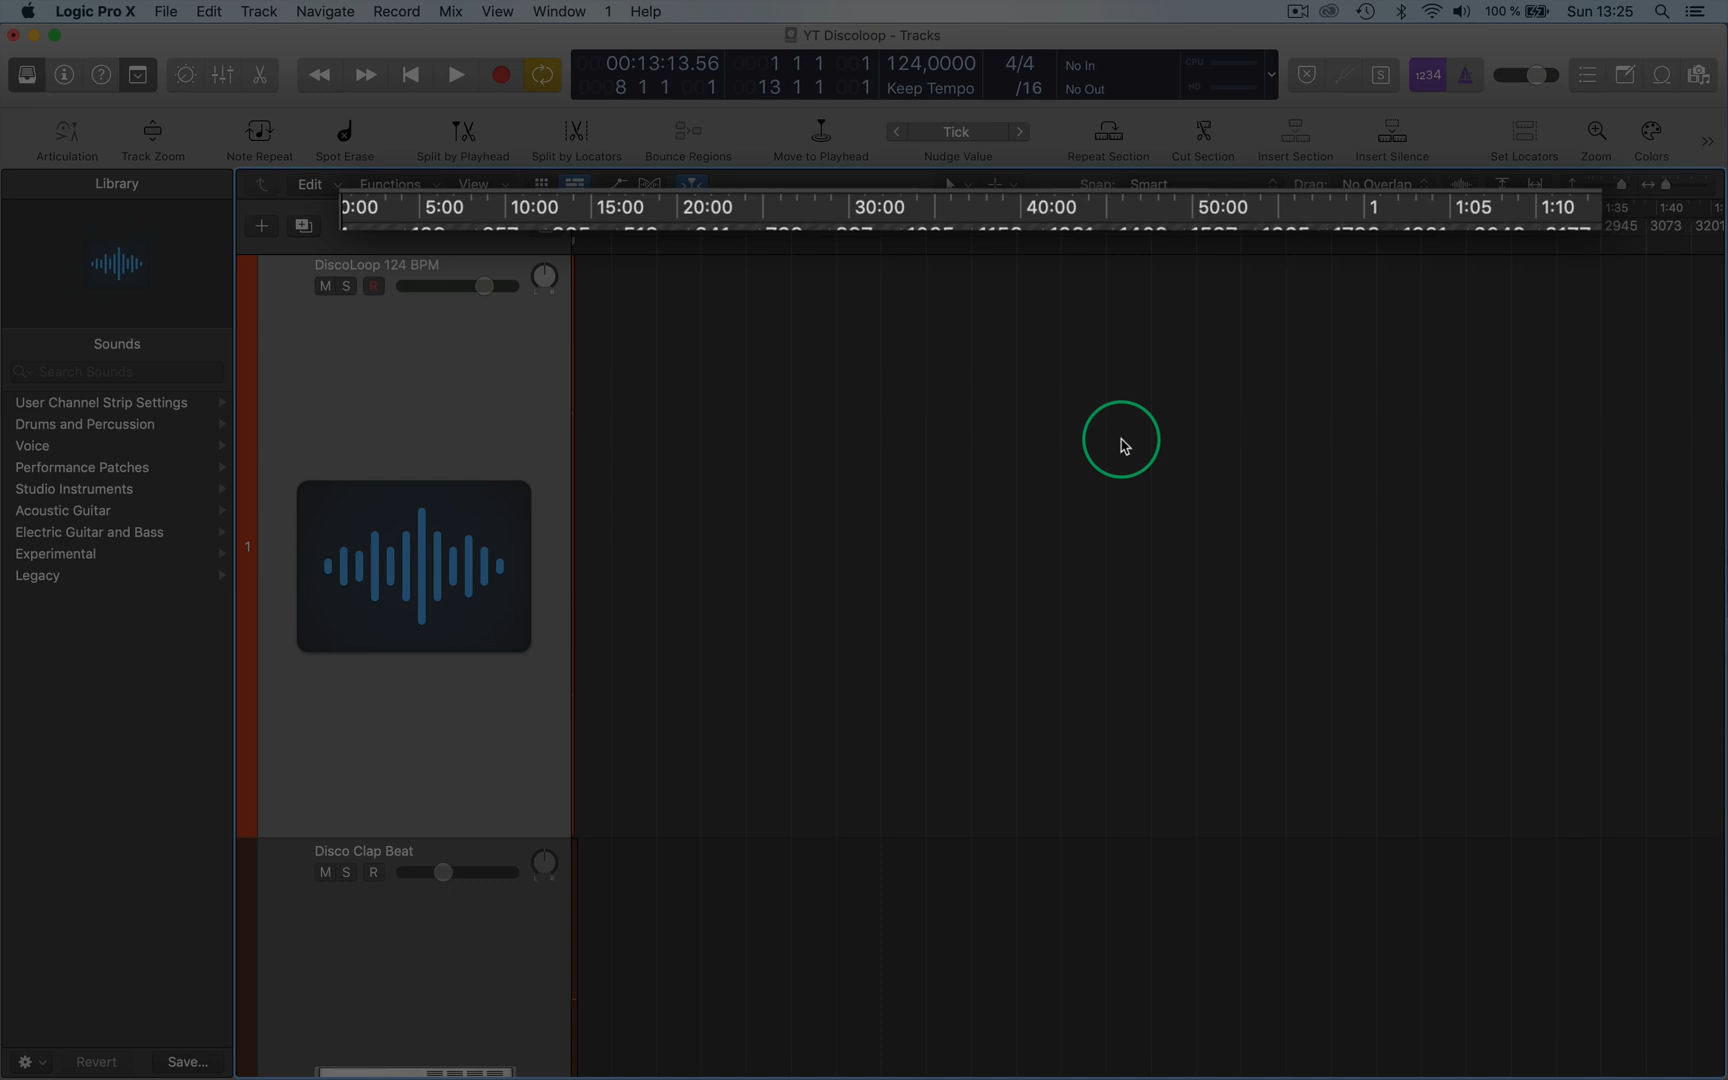 Logic Pro X File Edit Track Navigate Record Mix View Window 1 Help 100 % Sun 13:25
YT Discoloop - Tracks
00:13:13.56 1 1 1 1 124,0000 4/4 No In CPU
8 1 1 1 13 1 1 1 Keep Tempo /16 No Out HD
S 1234
Articulation Track Zoom Note Repeat Spot Erase Split by Playhead Split by Locators Bounce Regions Move to Playhead Tick Nudge Value Repeat Section Cut Section Insert Section Insert Silence Set Locators Zoom Colors
Library Edit Functions View Snap: Smart Drag: No Overlap
0:00 5:00 10:00 15:00 20:00 30:00 40:00 50:00 1 1:05 1:10 1:35 1:40
2945 3073 3201
DiscoLoop 124 BPM
M S R
L R
Sounds
Search Sounds
User Channel Strip Settings
Drums and Percussion
Voice
Performance Patches
Studio Instruments
Acoustic Guitar
Electric Guitar and Bass
Experimental
Legacy
1
Disco Clap Beat
M S R
L R
Revert Save...